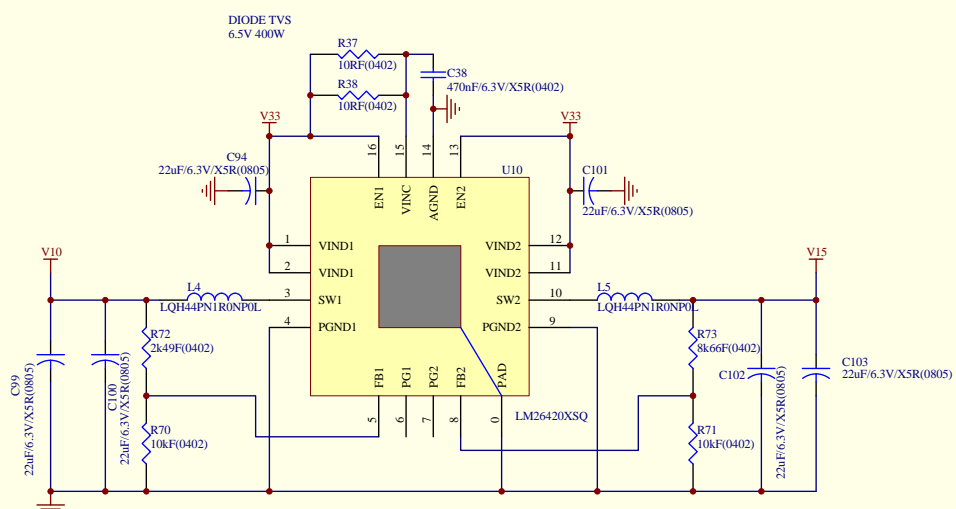 DIODE TVS
6.5V 400W
R37
10RF(0402)
C38
470nF/6.3V/X5R(0402)
R38
10RF(0402)
V33
V33
16
15
14
13
C94
22uF/6.3V/X5R(0805)
U10
C101
22uF/6.3V/X5R(0805)
EN1
VINC
AGND
EN2
V10
1
VIND1
VIND2
12
V15
2
VIND1
VIND2
11
L4
3
SW1
SW2
10
L5
LQH44PN1R0NP0L
LQH44PN1R0NP0L
4
PGND1
PGND2
9
R72
2k49F(0402)
R73
8k66F(0402)
C99
22uF/6.3V/X5R(0805)
C100
22uF/6.3V/X5R(0805)
FB1
PG1
PG2
FB2
PAD
C102
22uF/6.3V/X5R(0805)
C103
22uF/6.3V/X5R(0805)
5
6
7
8
0
LM26420XSQ
R70
10kF(0402)
R71
10kF(0402)